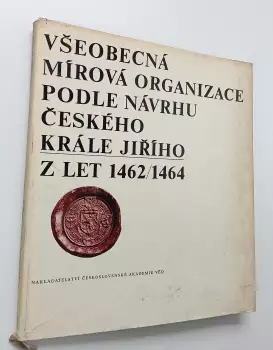 VŠEOBECNÁ
MÍROVÁ ORGANIZACE
PODLE NÁVRHU
ČESKÉHO
KRÁLE JIŘÍHO
Z LET 1462/1464
NAKLADATELSTVÍ ČESKOSLOVENSKÉ AKADEMIE VĚD